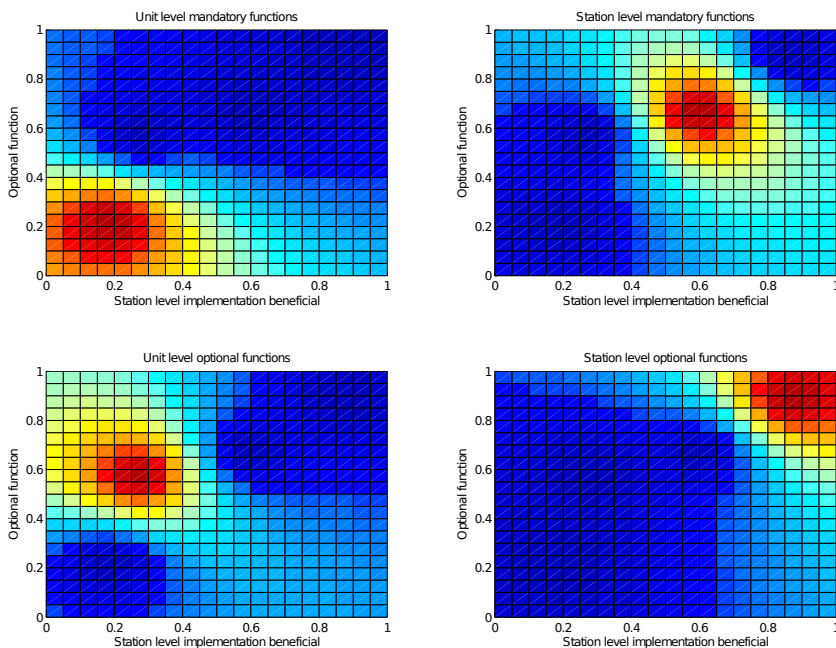 Unit level mandatory functions
1
0.8
0.6
0.4
0.2
0
Optional function
0 0.2 0.4 0.6 0.8 1
Station level implementation beneficial
Station level mandatory functions
1
0.8
0.6
0.4
0.2
0
Optional function
0 0.2 0.4 0.6 0.8 1
Station level implementation beneficial
Unit level optional functions
1
0.8
0.6
0.4
0.2
0
Optional function
0 0.2 0.4 0.6 0.8 1
Station level implementation beneficial
Station level optional functions
1
0.8
0.6
0.4
0.2
0
Optional function
0 0.2 0.4 0.6 0.8 1
Station level implementation beneficial